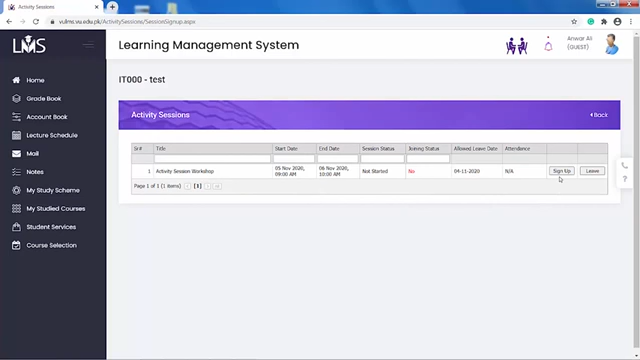 Activity Sessions
vulms.vu.edu.pk/ActivitySessions/SessionSignup.aspx
LMS
Learning Management System
Anwar Ali
(GUEST)
Home
Grade Book
Account Book
Lecture Schedule
Mail
Notes
My Study Scheme
My Studied Courses
Student Services
Course Selection
IT000 - test
Activity Sessions
Back
Sr# Title Start Date End Date Session Status Joining Status Allowed Leave Date Attendence
1 Activity Session Workshop 05 Nov 2020, 09:00 AM 06 Nov 2020, 10:00 AM Not Started No 04-11-2020 N/A Sign Up Leave
Page 1 of 1 (1 items) [1]